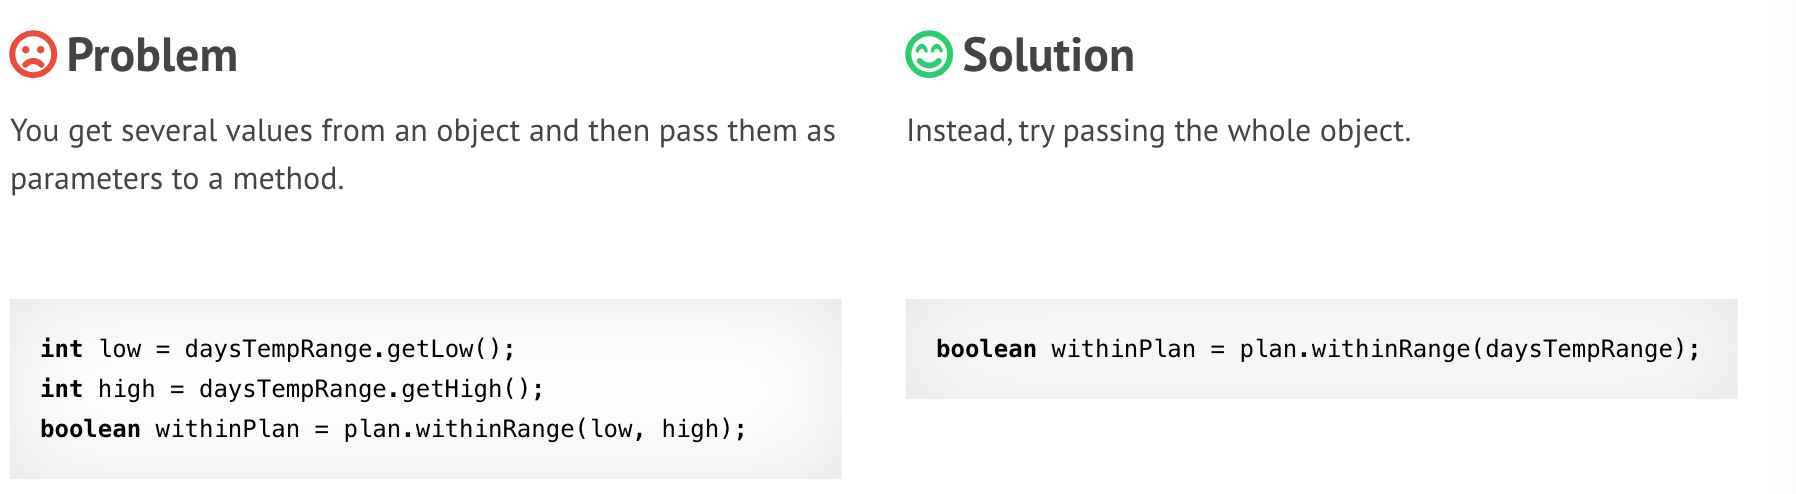 Problem
You get several values from an object and then pass them as
parameters to a method.
int low = daysTempRange.getLow();
int high = daysTempRange.getHigh();
boolean withinPlan = plan.withinRange(low, high);
Solution
Instead, try passing the whole object.
boolean withinPlan = plan.withinRange(daysTempRange);